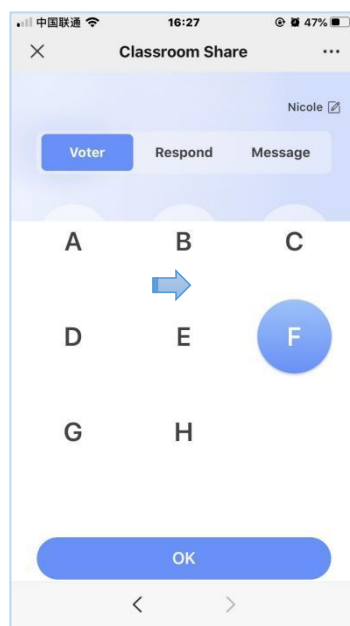 中国联通 16:27 47%
Classroom Share
Nicole
Voter Respond Message
A B C
D E F
G H
OK